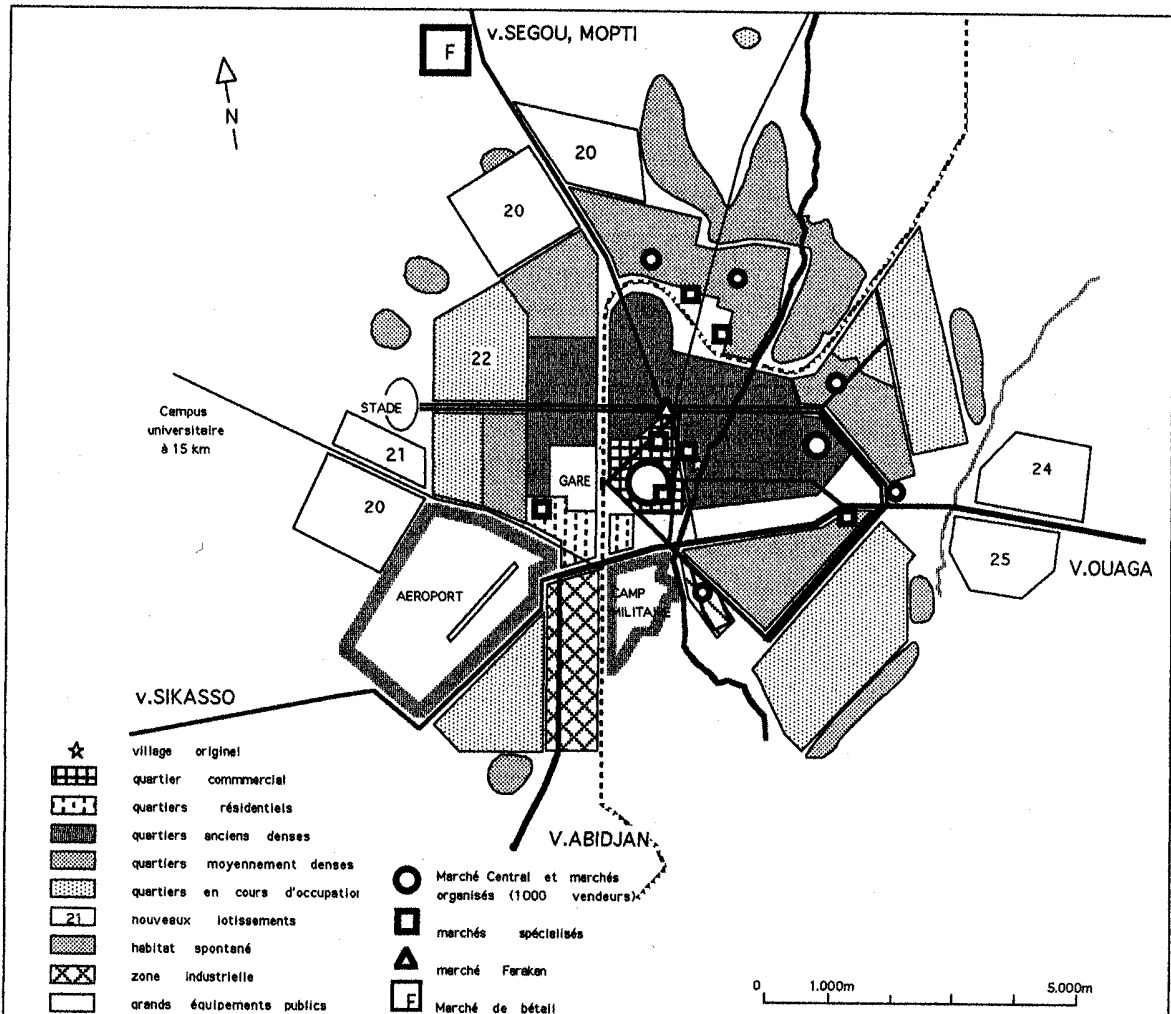 F
v.SEGOU, MOPTI
N
20
20
22
STADE
Campus
universitaire
à 15 km
21
20
GARE
24
25
V.OUAGA
AEROPORT
CAMP
MILITAIRE
v.SIKASSO
V.ABIDJAN
village originel
quartier commmercial
quartiers résidentiels
quartiers anciens denses
quartiers moyennement denses
quartiers en cours d'occupation
21 nouveaux lotissements
habitat spontané
zone industrielle
grands équipements publics
Marché Central et marchés
organisés (1000 vendeurs)
marchés spécialisés
marché Farakan
F Marché de bétail
0 1.000m 5.000m